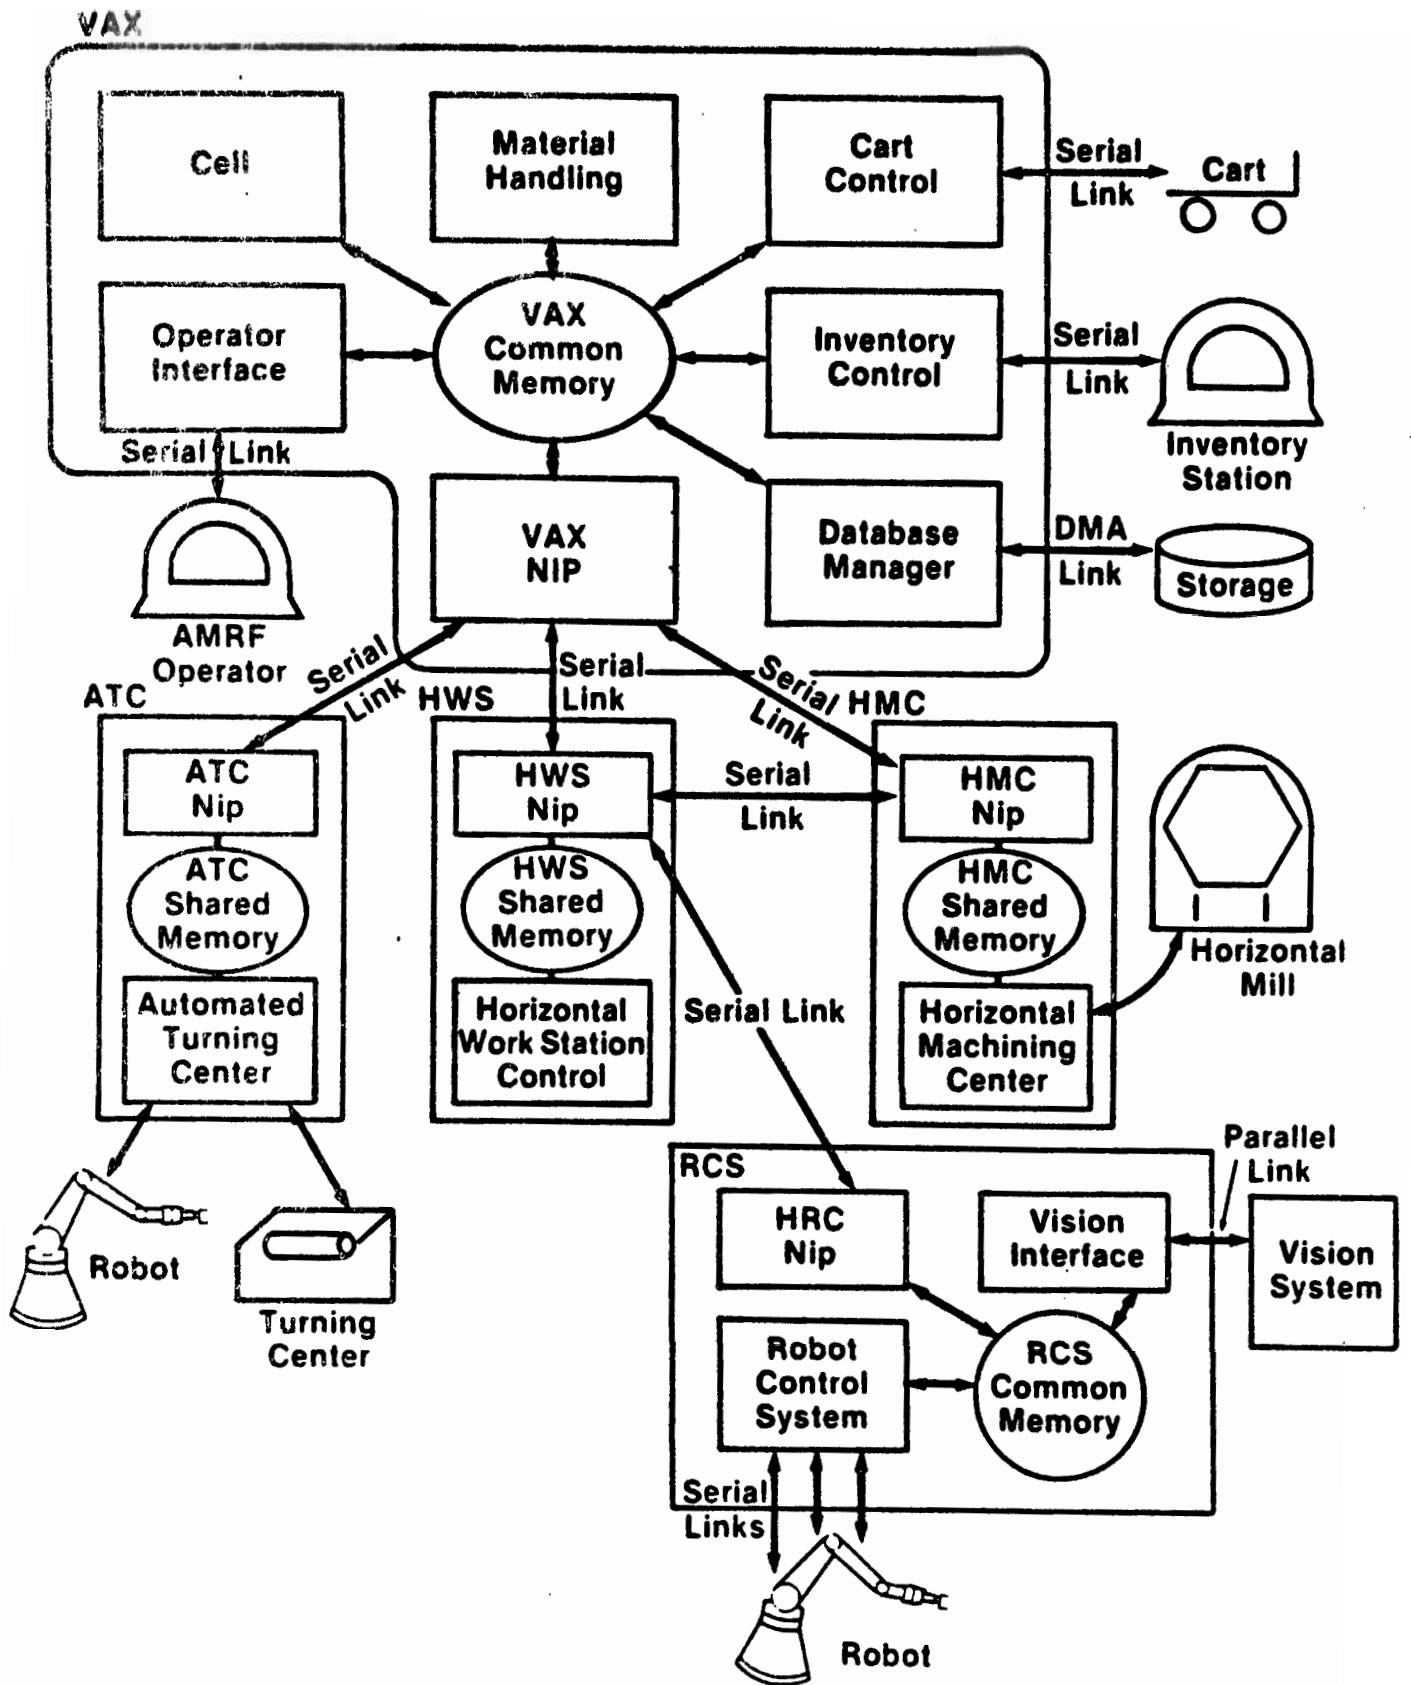 VAX
Cell
Material
Handling
Cart
Control
Serial
Link
Cart
Operator
Interface
VAX
Common
Memory
Inventory
Control
Serial
Link
Inventory
Station
Serial Link
AMRF
Operator
VAX
NIP
Database
Manager
DMA
Link
Storage
Serial
Link
Serial
Link
Serial
Link
ATC
ATC
Nip
ATC
Shared
Memory
Automated
Turning
Center
Robot
Turning
Center
HWS
HWS
Nip
HWS
Shared
Memory
Horizontal
Work Station
Control
Serial
Link
HMC
HMC
Nip
HMC
Shared
Memory
Horizontal
Machining
Center
Horizontal
Mill
Serial Link
RCS
HRC
Nip
Vision
Interface
Parallel
Link
Vision
System
Robot
Control
System
RCS
Common
Memory
Serial
Links
Robot